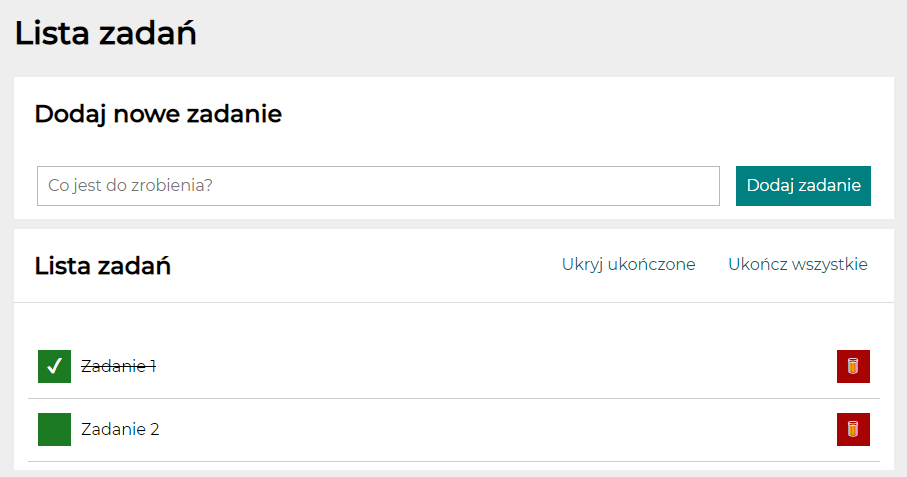 Lista zadań
Dodaj nowe zadanie
Co jest do zrobienia?
Dodaj zadanie
Lista zadań
Ukryj ukończone
Ukończ wszystkie
Zadanie 1
Zadanie 2